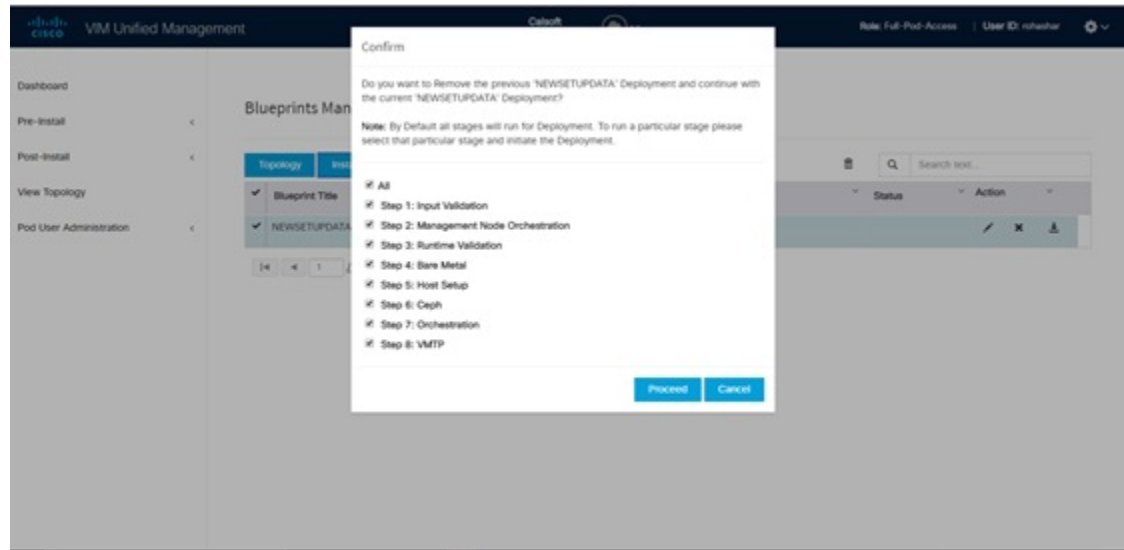 cisco VIM Unified Management
Calsoft
Role: Full-Pod-Access | User ID: rohashar
Dashboard
Pre-Install
Post-Install
View Topology
Pod User Administration
Blueprints Man
Topology
Insta
Search text...
Blueprint Title
Status
Action
NEWSETUPDATA
1
Confirm
Do you want to Remove the previous 'NEWSETUPDATA' Deployment and continue with
the current 'NEWSETUPDATA' Deployment?
Note: By Default all stages will run for Deployment. To run a particular stage please
select that particular stage and initiate the Deployment.
All
Step 1: Input Validation
Step 2: Management Node Orchestration
Step 3: Runtime Validation
Step 4: Bare Metal
Step 5: Host Setup
Step 6: Ceph
Step 7: Orchestration
Step 8: VMTP
Proceed
Cancel